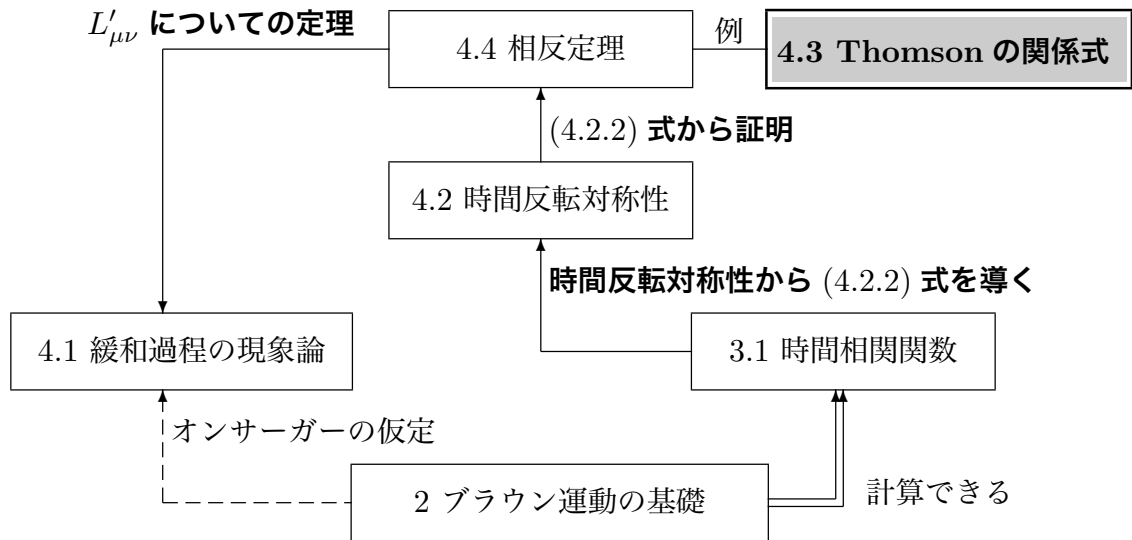 $L'_{\mu\nu}$ についての定理
4.4 相反定理
例
4.3 Thomson の関係式
(4.2.2) 式から証明
4.2 時間反転対称性
時間反転対称性から (4.2.2) 式を導く
4.1 緩和過程の現象論
3.1 時間相関関数
オンサーガーの仮定
2 ブラウン運動の基礎
計算できる